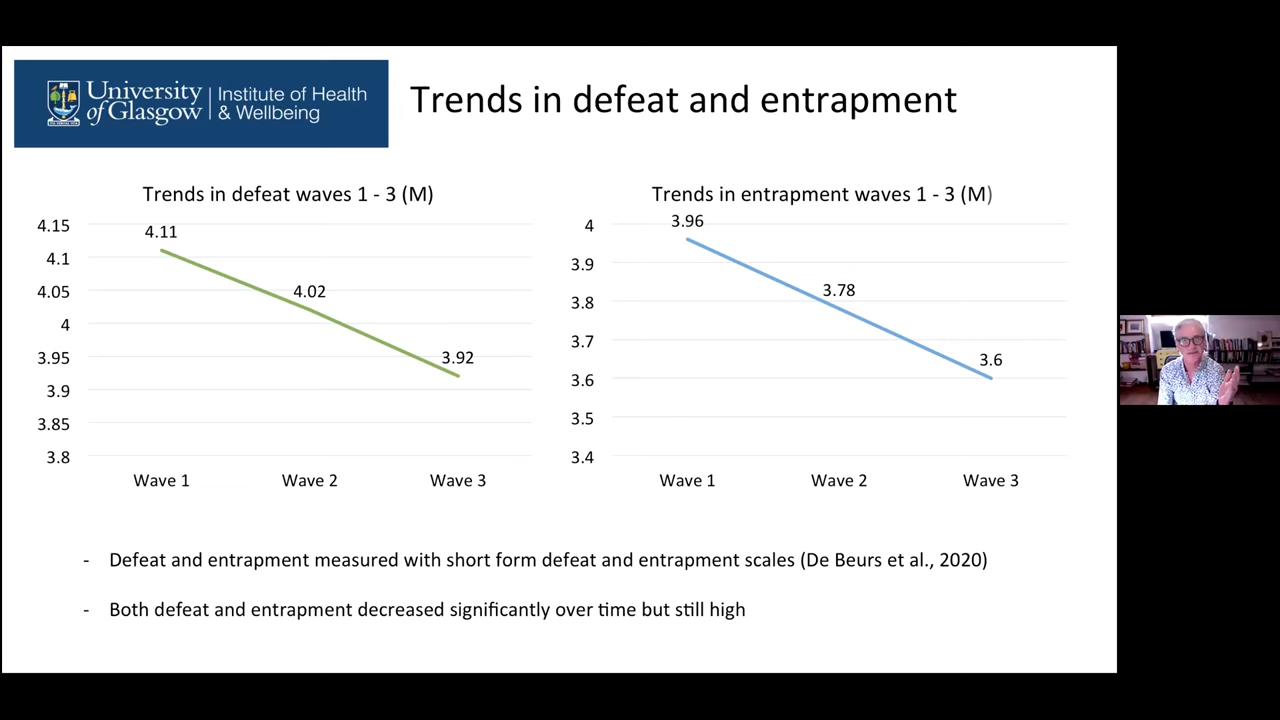 University
of Glasgow
Institute of Health
& Wellbeing
Trends in defeat and entrapment
Trends in defeat waves 1 - 3 (M)
4.15
4.1
4.05
4
3.95
3.9
3.85
3.8
4.11
4.02
3.92
Wave 1 Wave 2 Wave 3
Trends in entrapment waves 1 - 3 (M)
4
3.9
3.8
3.7
3.6
3.5
3.4
3.96
3.78
3.6
Wave 1 Wave 2 Wave 3
- Defeat and entrapment measured with short form defeat and entrapment scales (De Beurs et al., 2020)
- Both defeat and entrapment decreased significantly over time but still high